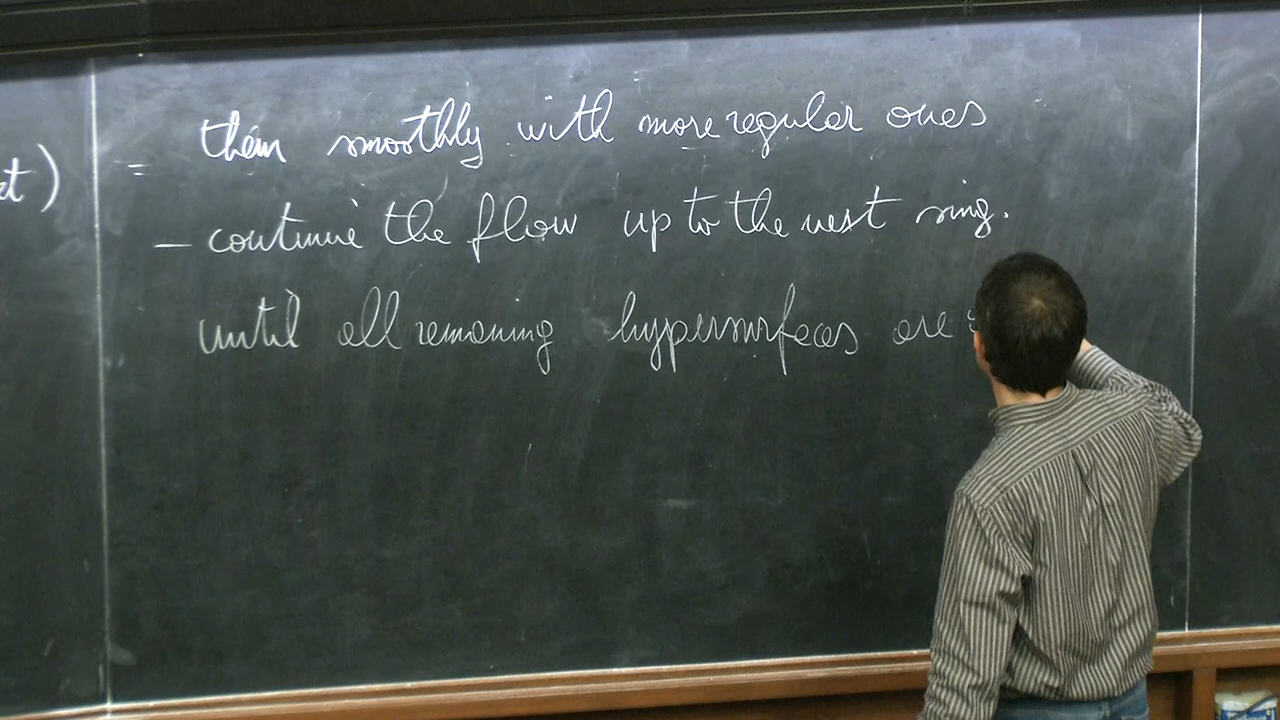 et)
them smoothly with more regular ones
— continue the flow up to the next sing.
until all remaining hypersurfaces are